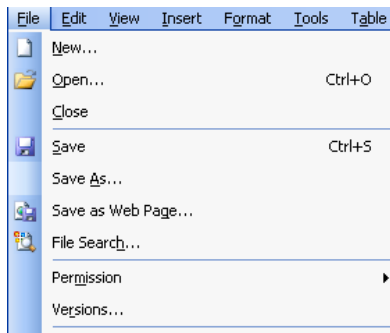 File Edit View Insert Format Tools Table
New...
Open... Ctrl+O
Close
Save Ctrl+S
Save As...
Save as Web Page...
File Search...
Permission
Versions...